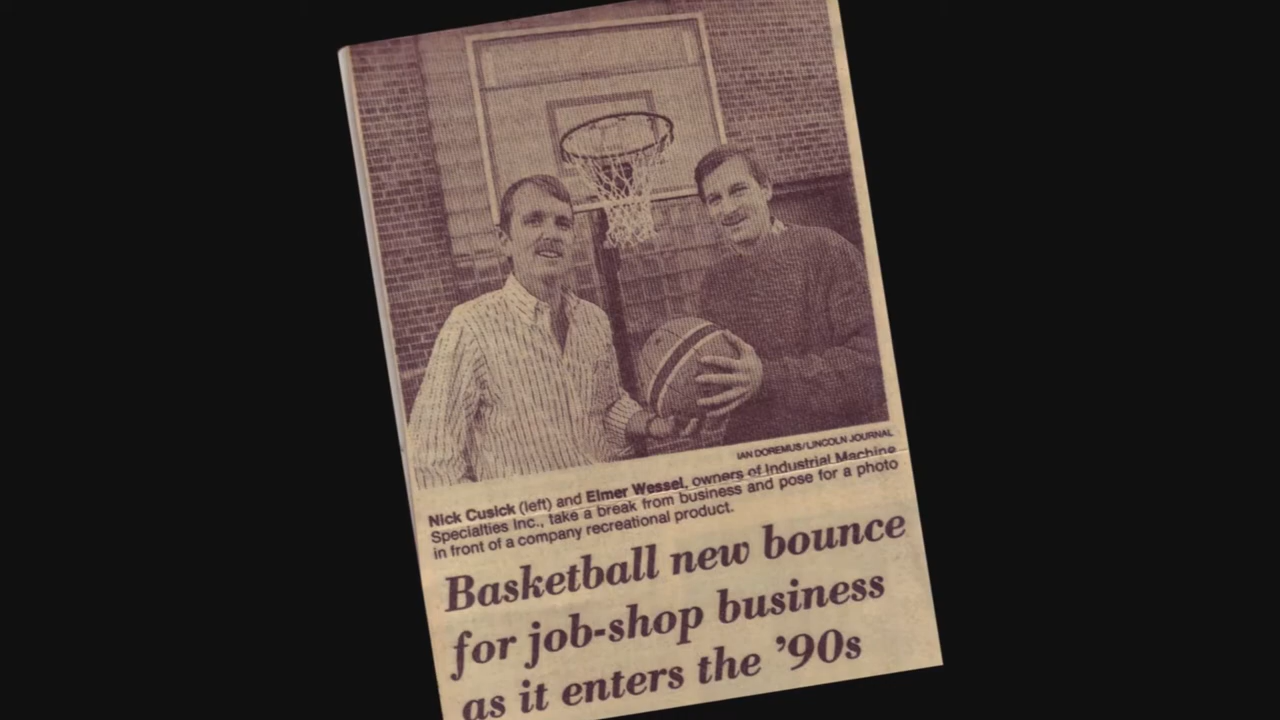 IAN DOREMUS/LINCOLN JOURNAL
Nick Cusick (left) and Elmer Wessel, owners of Industrial Machine
Specialties Inc., take a break from business and pose for a photo
in front of a company recreational product.
Basketball new bounce
for job-shop business
as it enters the ’90s